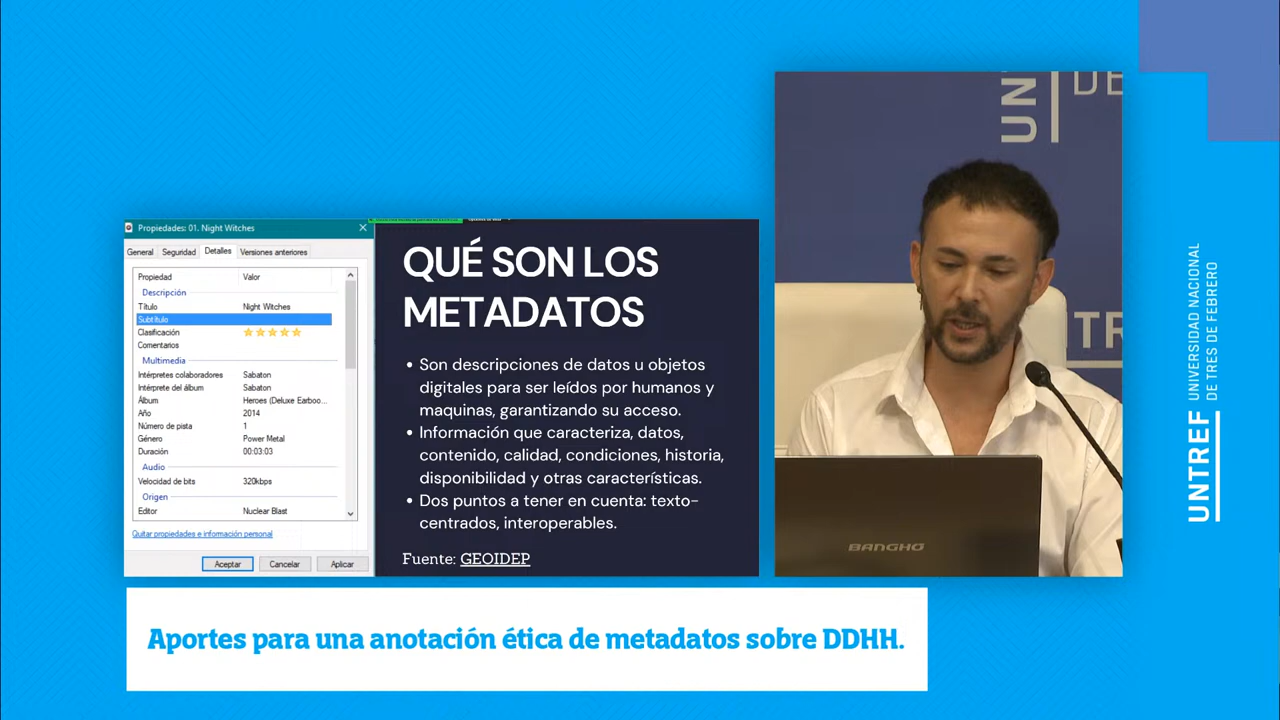 Propiedades: 01. Night Witches
General Seguridad Detalles Versiones anteriores
Propiedad Valor
Descripción
Título Night Witches
Subtítulo
Clasificación
Comentarios
Multimedia
Intérpretes colaboradores Sabaton
Intérprete del álbum Sabaton
Álbum Heroes (Deluxe Earboo...
Año 2014
Número de pista 1
Género Power Metal
Duración 00:03:03
Audio
Velocidad de bits 320kbps
Origen
Editor Nuclear Blast
Quitar propiedades e información personal
Aceptar Cancelar Aplicar
QUÉ SON LOS
METADATOS
• Son descripciones de datos u objetos
digitales para ser leídos por humanos y
maquinas, garantizando su acceso.
• Información que caracteriza, datos,
contenido, calidad, condiciones, historia,
disponibilidad y otras características.
• Dos puntos a tener en cuenta: texto-
centrados, interoperables.
Fuente: GEOIDEP
UN
DE
TR
BANGHO
UNTREF
UNIVERSIDAD NACIONAL
DE TRES DE FEBRERO
Aportes para una anotación ética de metadatos sobre DDHH.